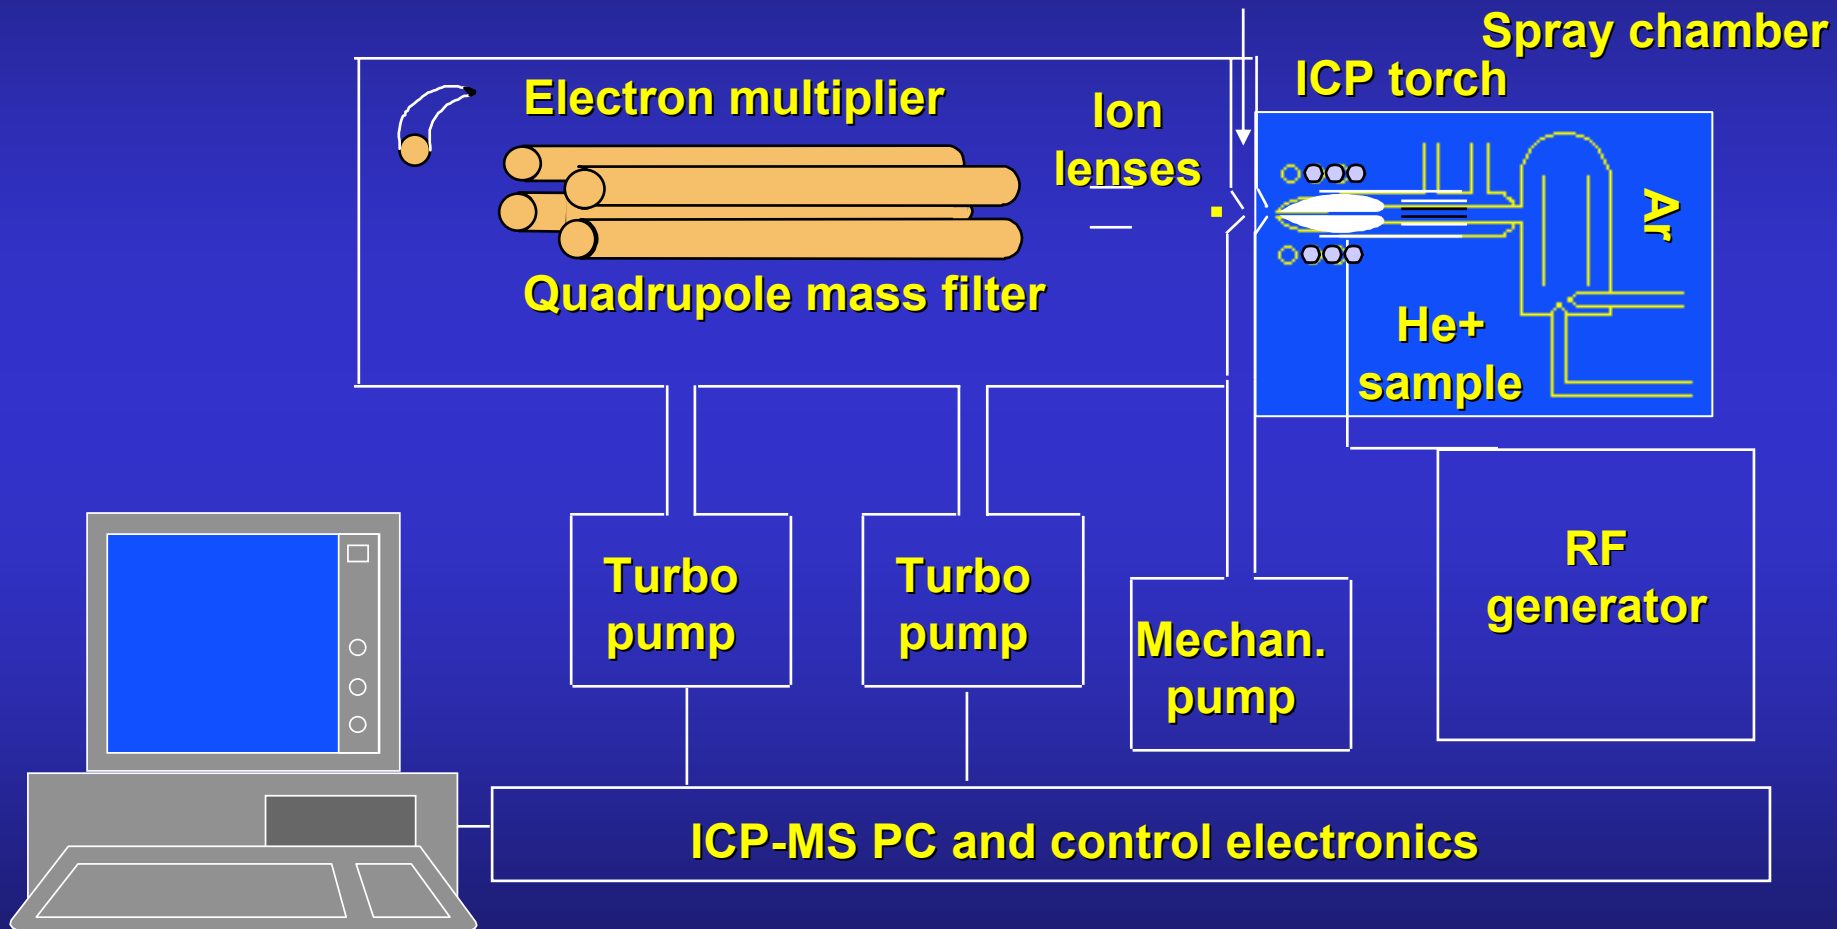 Spray chamber
ICP torch
Electron multiplier
Ion
lenses
Ar
Quadrupole mass filter
He+
sample
RF
generator
Turbo
pump
Turbo
pump
Mechan.
pump
ICP-MS PC and control electronics